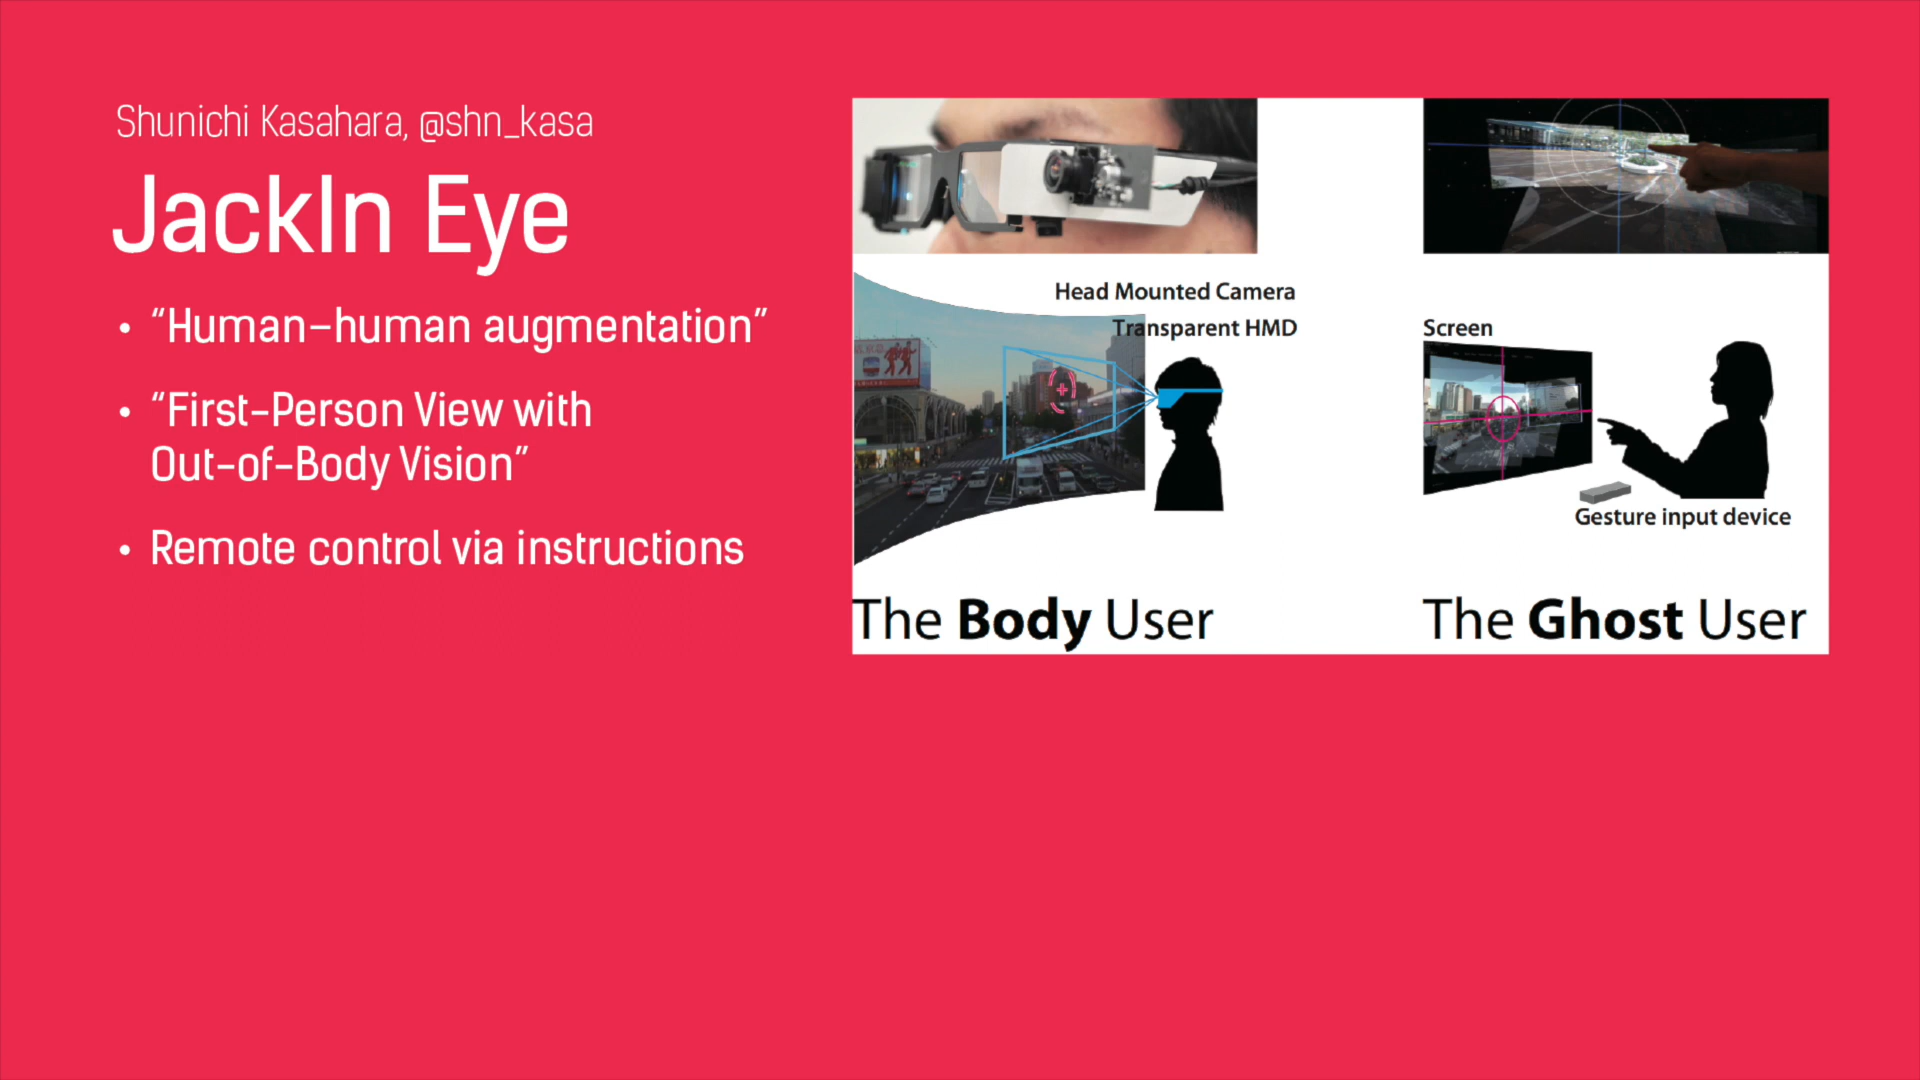 Shunichi Kasahara, @shn_kasa
JackIn Eye
• “Human–human augmentation”
• “First-Person View with
Out-of-Body Vision”
• Remote control via instructions
Head Mounted Camera
Transparent HMD
The Body User
Screen
Gesture input device
The Ghost User